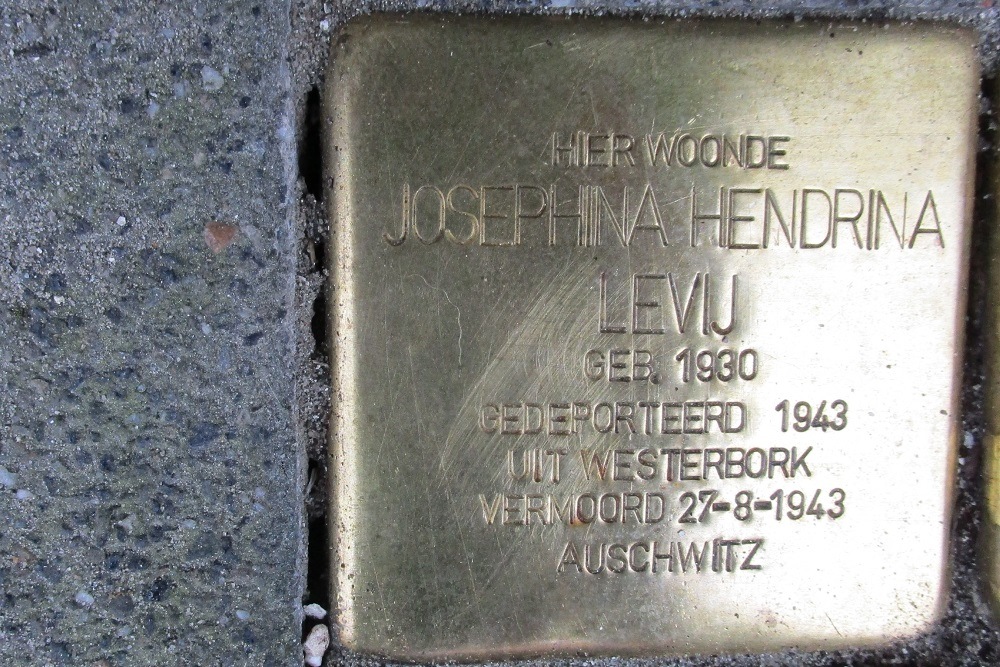 HIER WOONDE
JOSEPHINA HENDRINA
LEVIJ
GEB. 1930
GEDEPORTEERD 1943
UIT WESTERBORK
VERMOORD 27-8-1943
AUSCHWITZ